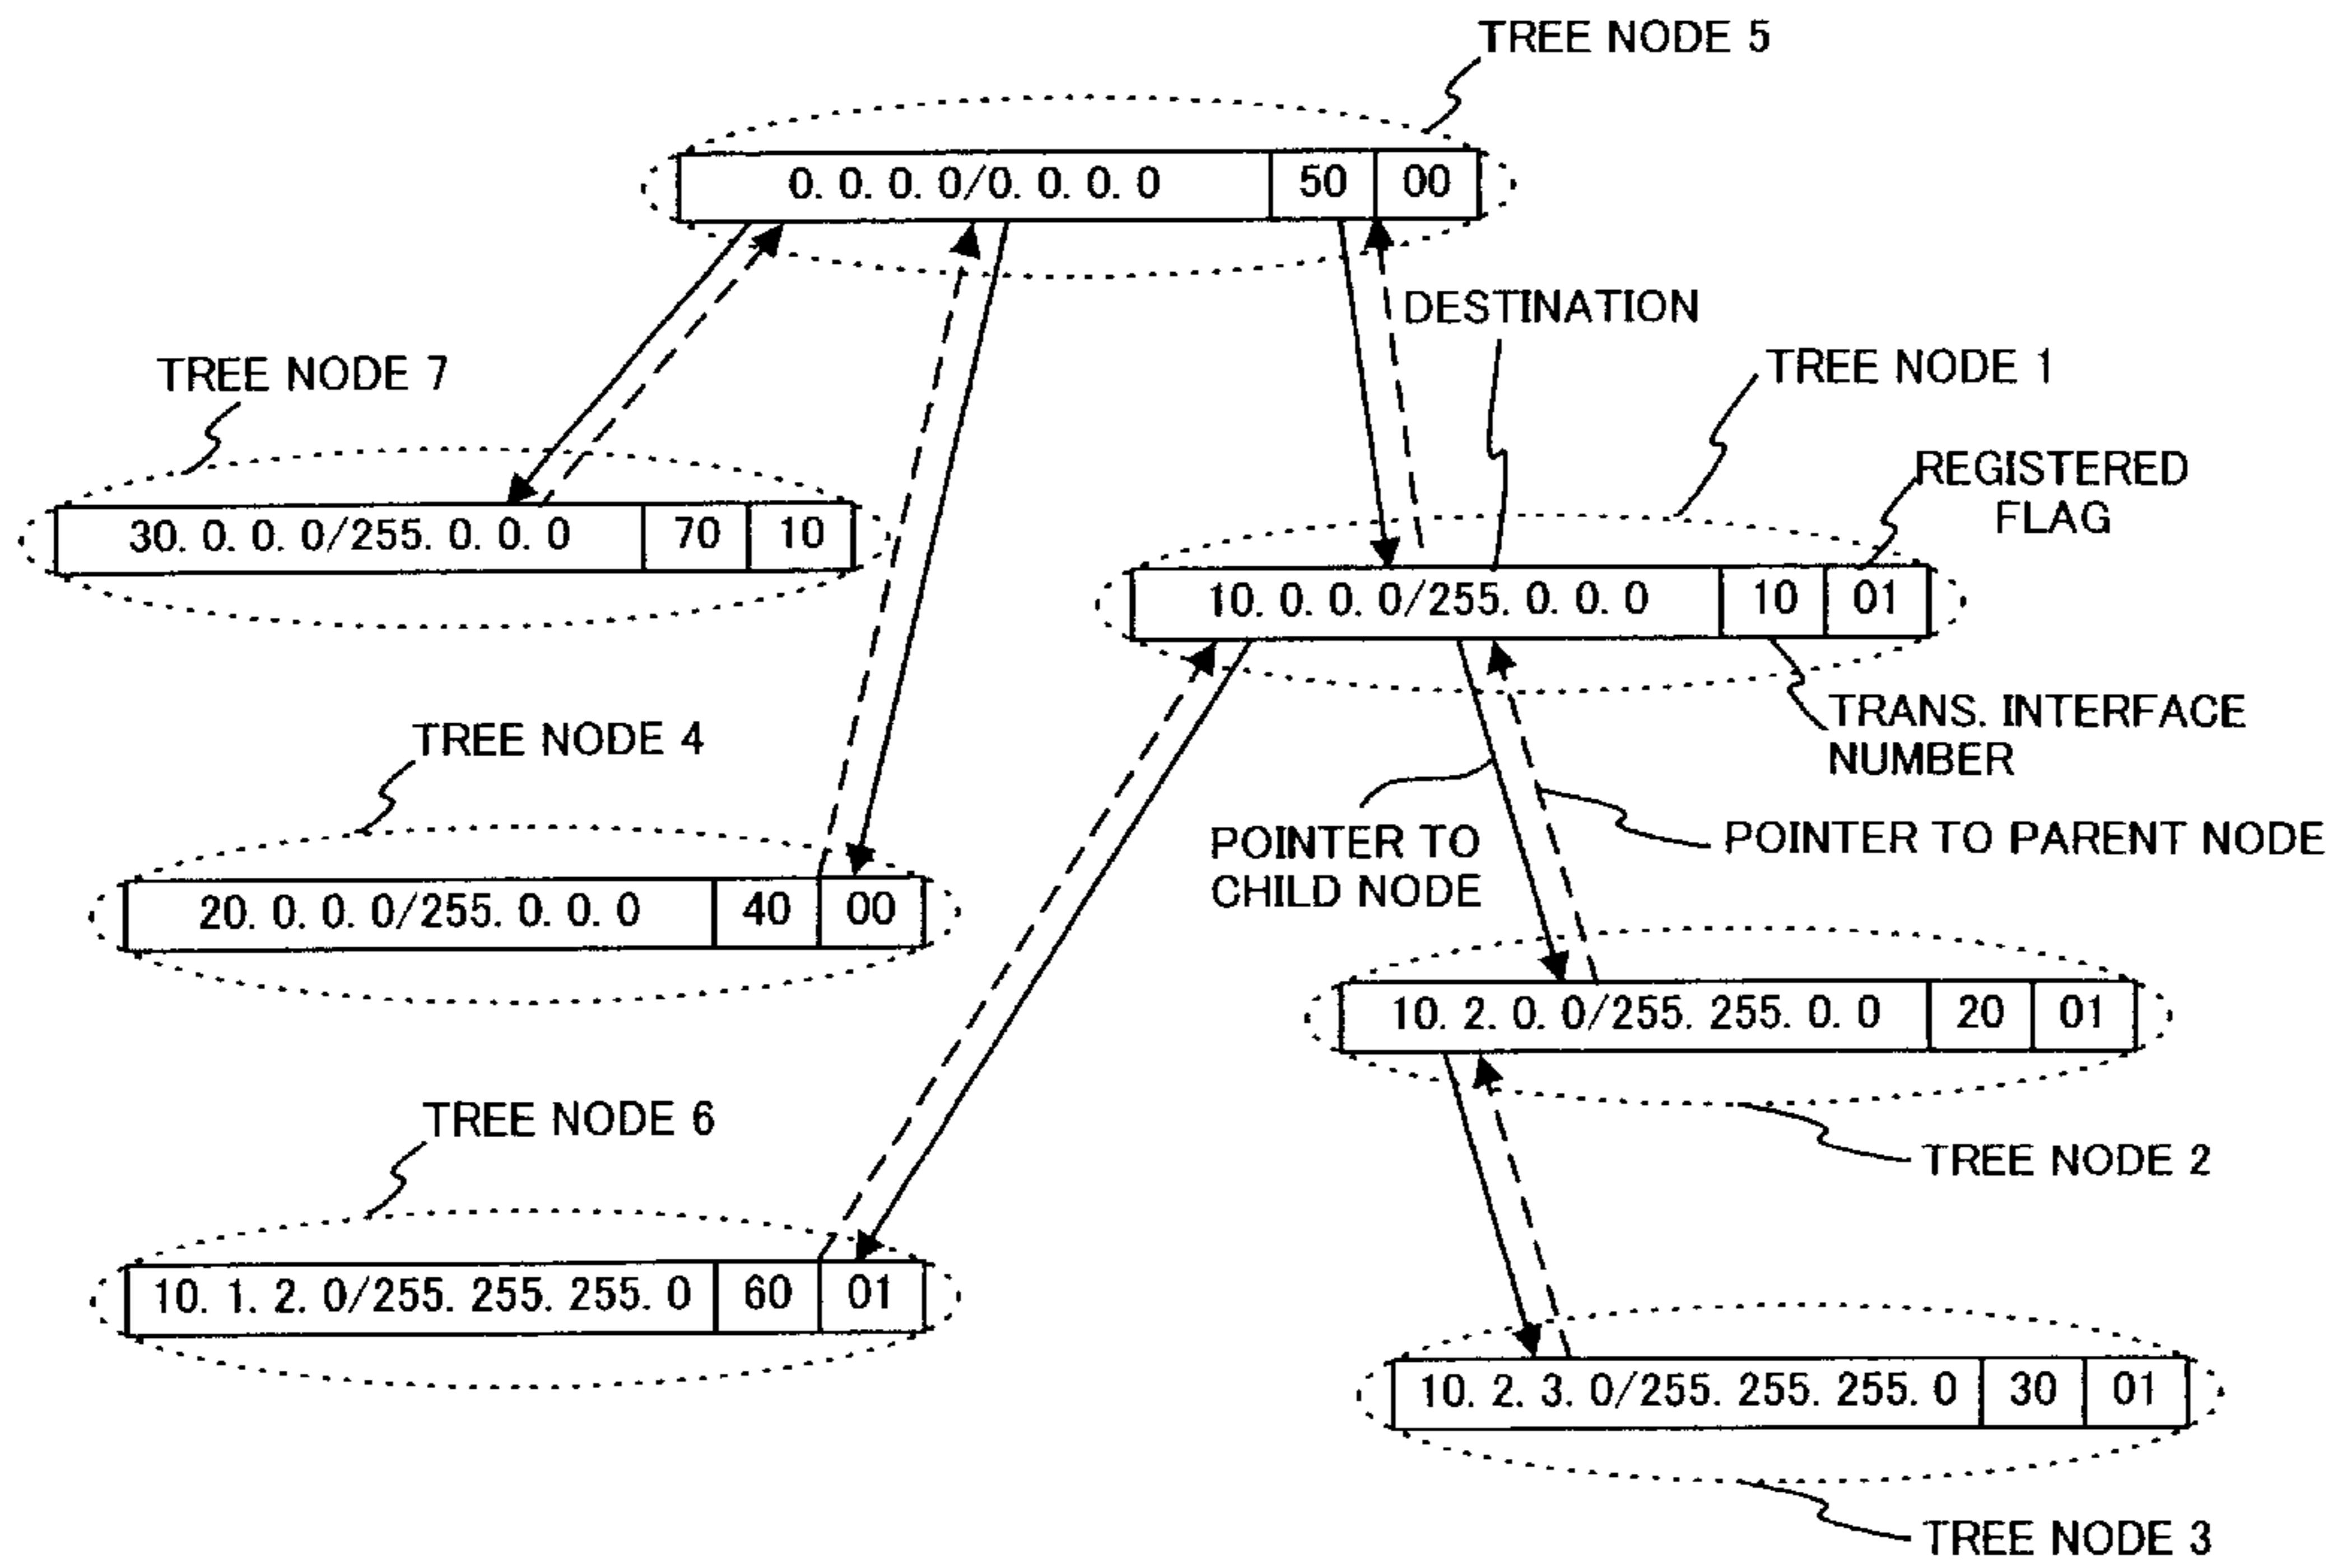 TREE NODE 5
0. 0. 0. 0/0. 0. 0. 0 50 00
DESTINATION
TREE NODE 7
TREE NODE 1
REGISTERED
FLAG
30. 0. 0. 0/255. 0. 0. 0 70 10
10. 0. 0. 0/255. 0. 0. 0 10 01
TREE NODE 4
TRANS. INTERFACE
NUMBER
POINTER TO
CHILD NODE
POINTER TO PARENT NODE
20. 0. 0. 0/255. 0. 0. 0 40 00
10. 2. 0. 0/255. 255. 0. 0 20 01
TREE NODE 6
TREE NODE 2
10. 1. 2. 0/255. 255. 255. 0 60 01
10. 2. 3. 0/255. 255. 255. 0 30 01
TREE NODE 3